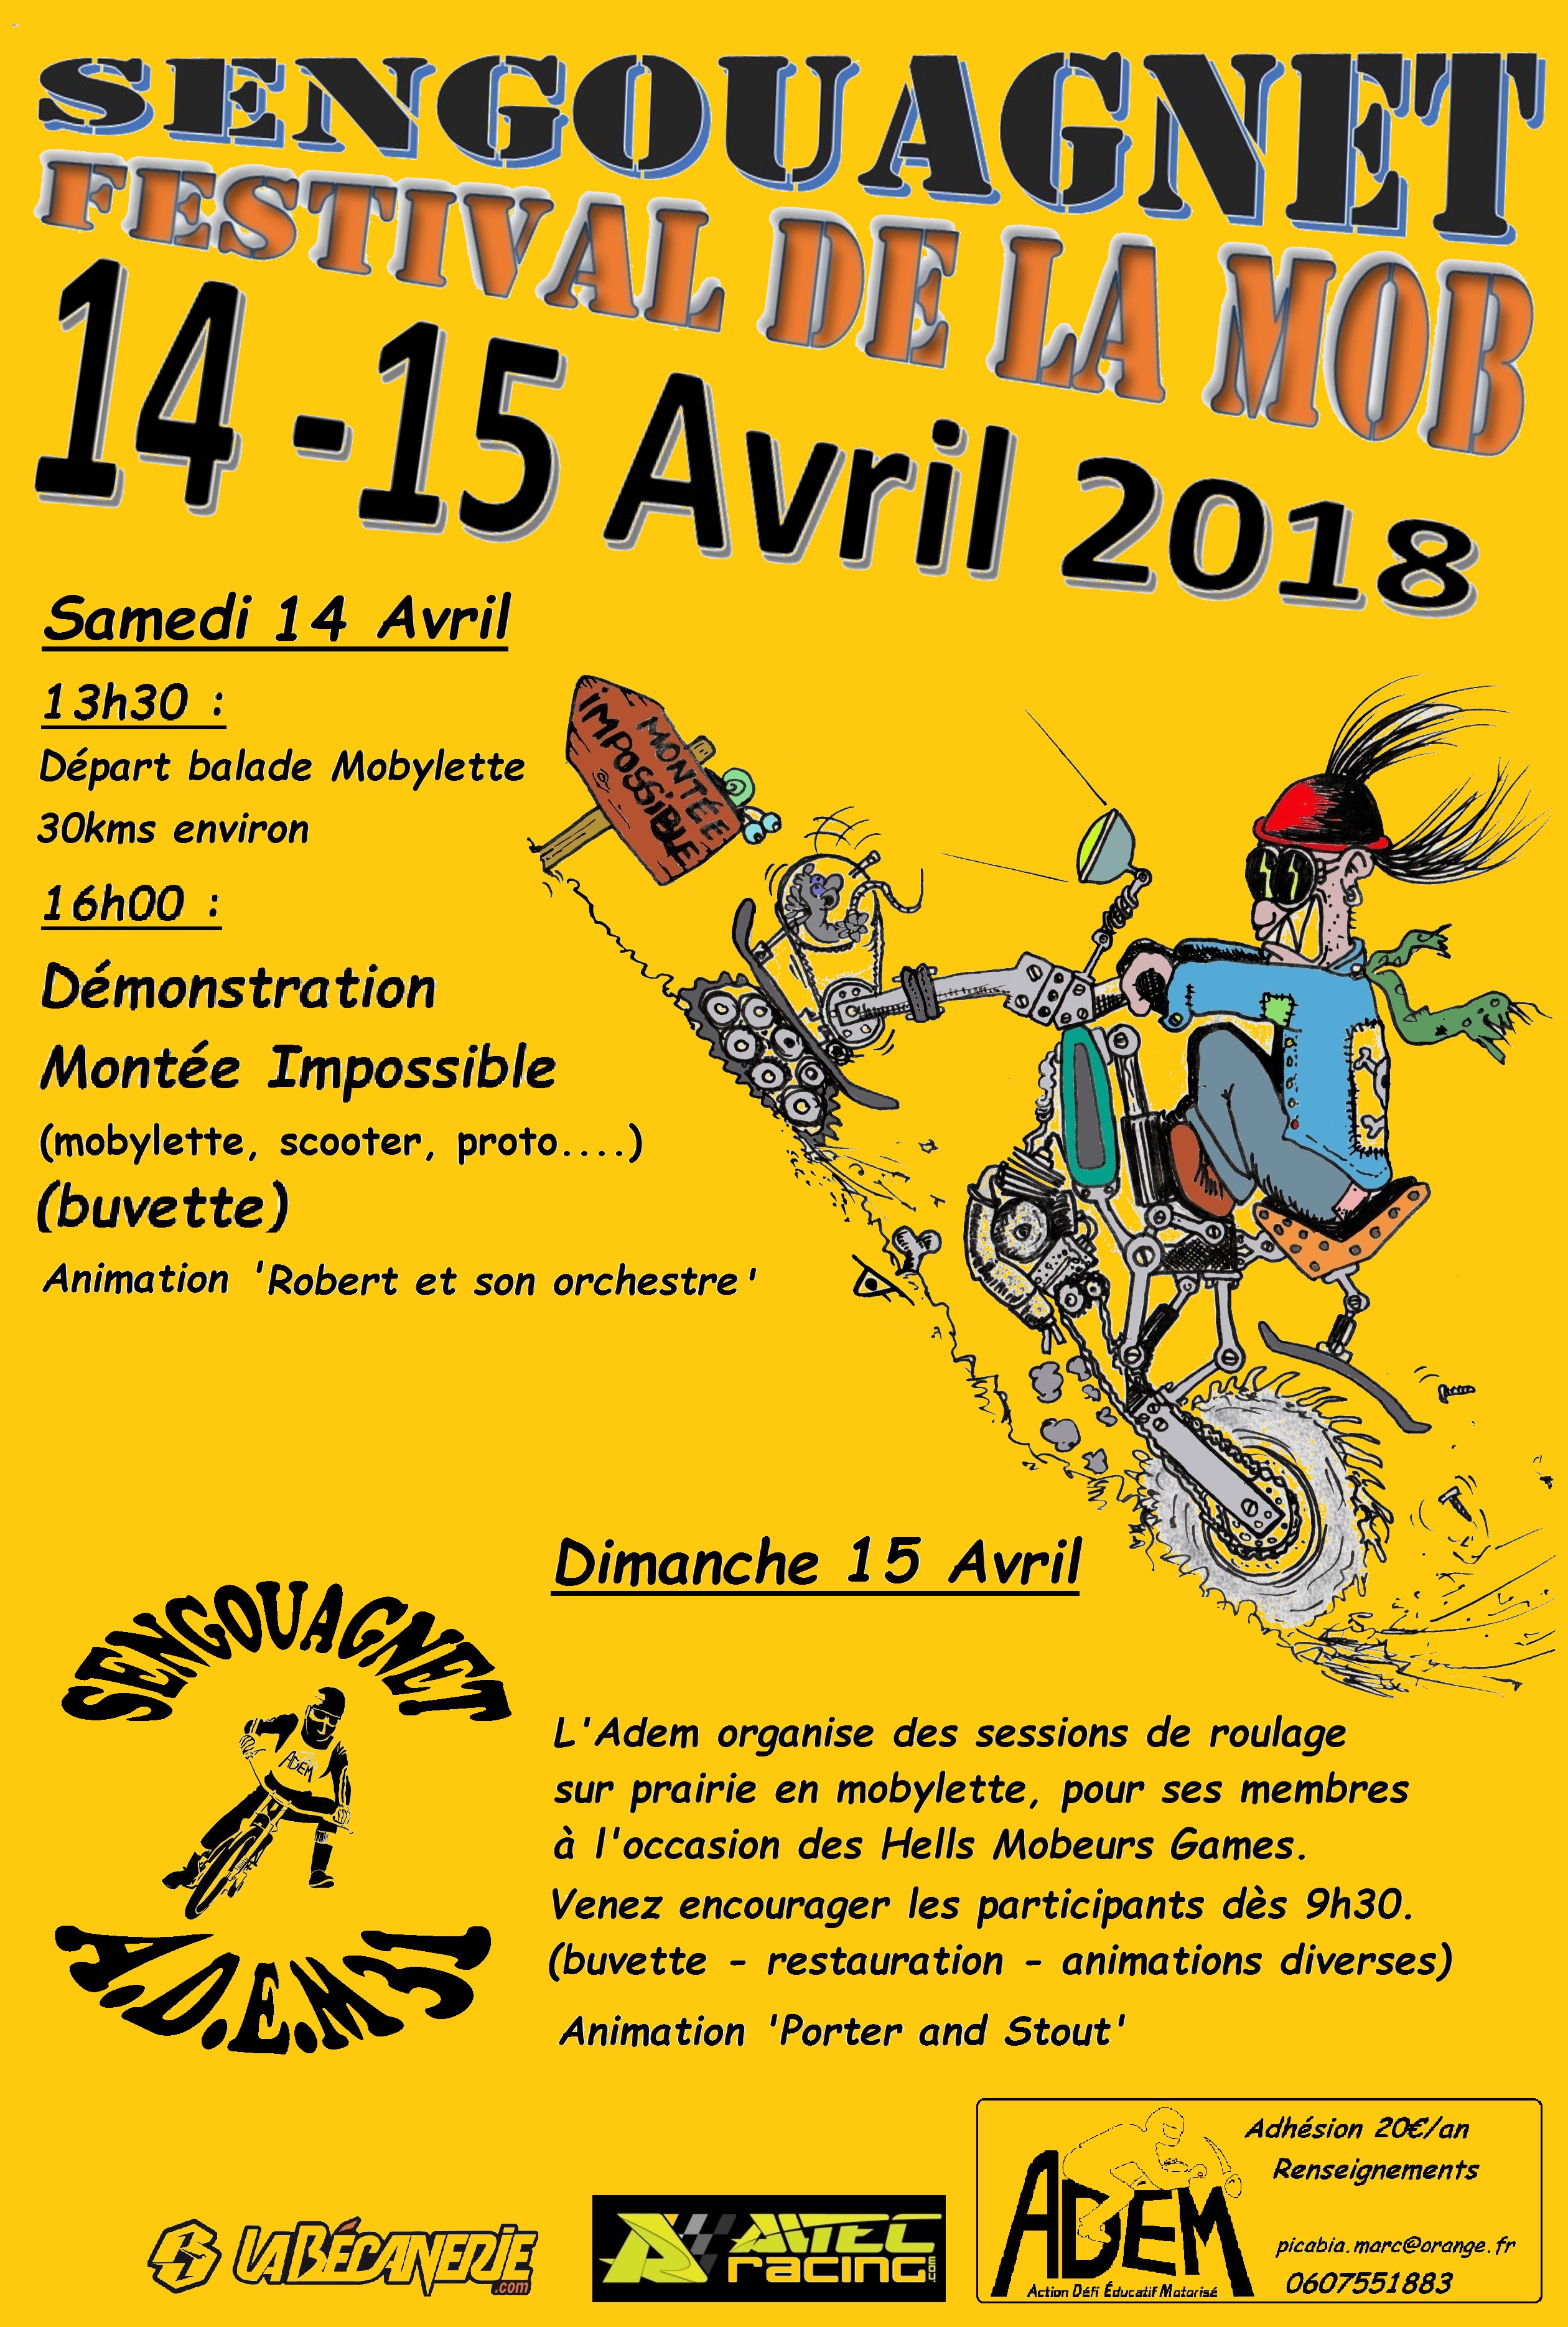 SENGOUAGNET
FESTIVAL DE LA MOB
14 - 15 Avril 2018
Samedi 14 Avril
13h30 :
Départ balade Mobylette
30kms environ
16h00 :
Démonstration
Montée Impossible
(mobylette, scooter, proto....)
(buvette)
Animation 'Robert et son orchestre'
MONTÉE
iMPOSSiBLE
Dimanche 15 Avril
L'Adem organise des sessions de roulage
sur prairie en mobylette, pour ses membres
à l'occasion des Hells Mobeurs Games.
Venez encourager les participants dès 9h30.
(buvette - restauration - animations diverses)
Animation 'Porter and Stout'
SENGOUAGNET
ADEM
A.D.E.M 31
LA BÉCANERIE
.com
ALTEC
racing.com
ADEM
Action Défi Éducatif Motorisé
Adhésion 20€/an
Renseignements
picabia.marc@orange.fr
0607551883